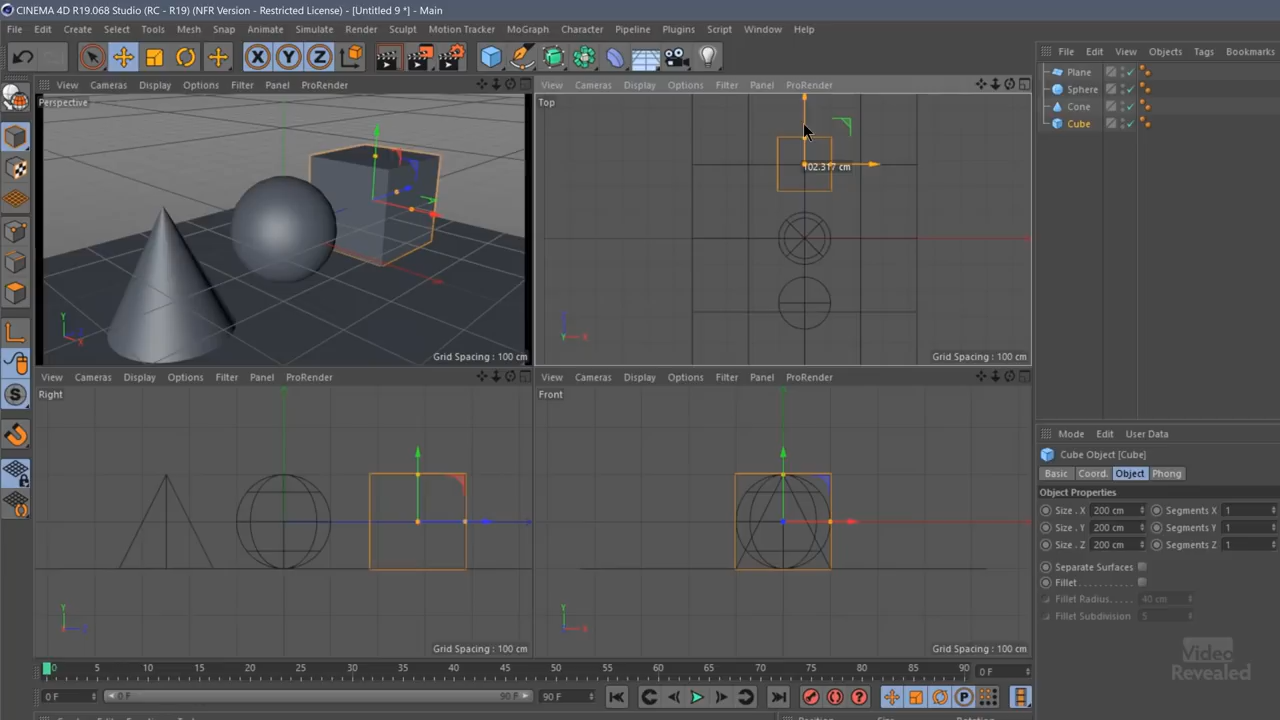 CINEMA 4D R19.068 Studio (RC - R19) (NFR Version - Restricted License) - [Untitled 9 *] - Main
File Edit Create Select Tools Mesh Snap Animate Simulate Render Sculpt Motion Tracker MoGraph Character Pipeline Plugins Script Window Help
File Edit View Objects Tags Bookmarks
X Y Z
View Cameras Display Options Filter Panel ProRender
View Cameras Display Options Filter Panel ProRender
Perspective
Top
Plane
Sphere
Cone
Cube
102.317 cm
Y
X
Grid Spacing : 100 cm
X
Grid Spacing : 100 cm
View Cameras Display Options Filter Panel ProRender
View Cameras Display Options Filter Panel ProRender
Right
Front
S
Mode Edit User Data
Cube Object [Cube]
Basic Coord. Object Phong
Object Properties
Size . X 200 cm Segments X 1
Size . Y 200 cm Segments Y 1
Size . Z 200 cm Segments Z 1
Separate Surfaces
Fillet . . . . . . . .
Fillet Radius. . . . . 40 cm
Fillet Subdivision 5
Y
Grid Spacing : 100 cm
Y
X
Grid Spacing : 100 cm
0 5 10 15 20 25 30 35 40 45 50 55 60 65 70 75 80 85 90 0 F
0 F 0 F 90 F 90 F
P
Video
Revealed